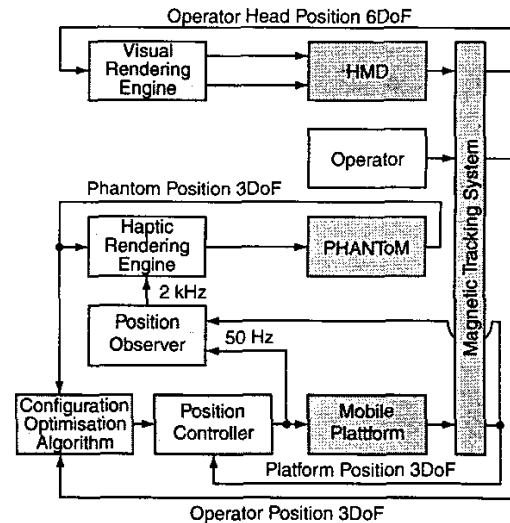 Operator Head Position 6DoF
Visual
Rendering
Engine
HMD
Operator
Magnetic Tracking System
Phantom Position 3DoF
Haptic
Rendering
Engine
PHANToM
2 kHz
Position
Observer
50 Hz
Configuration
Optimisation
Algorithm
Position
Controller
Mobile
Plattform
Platform Position 3DoF
Operator Position 3DoF